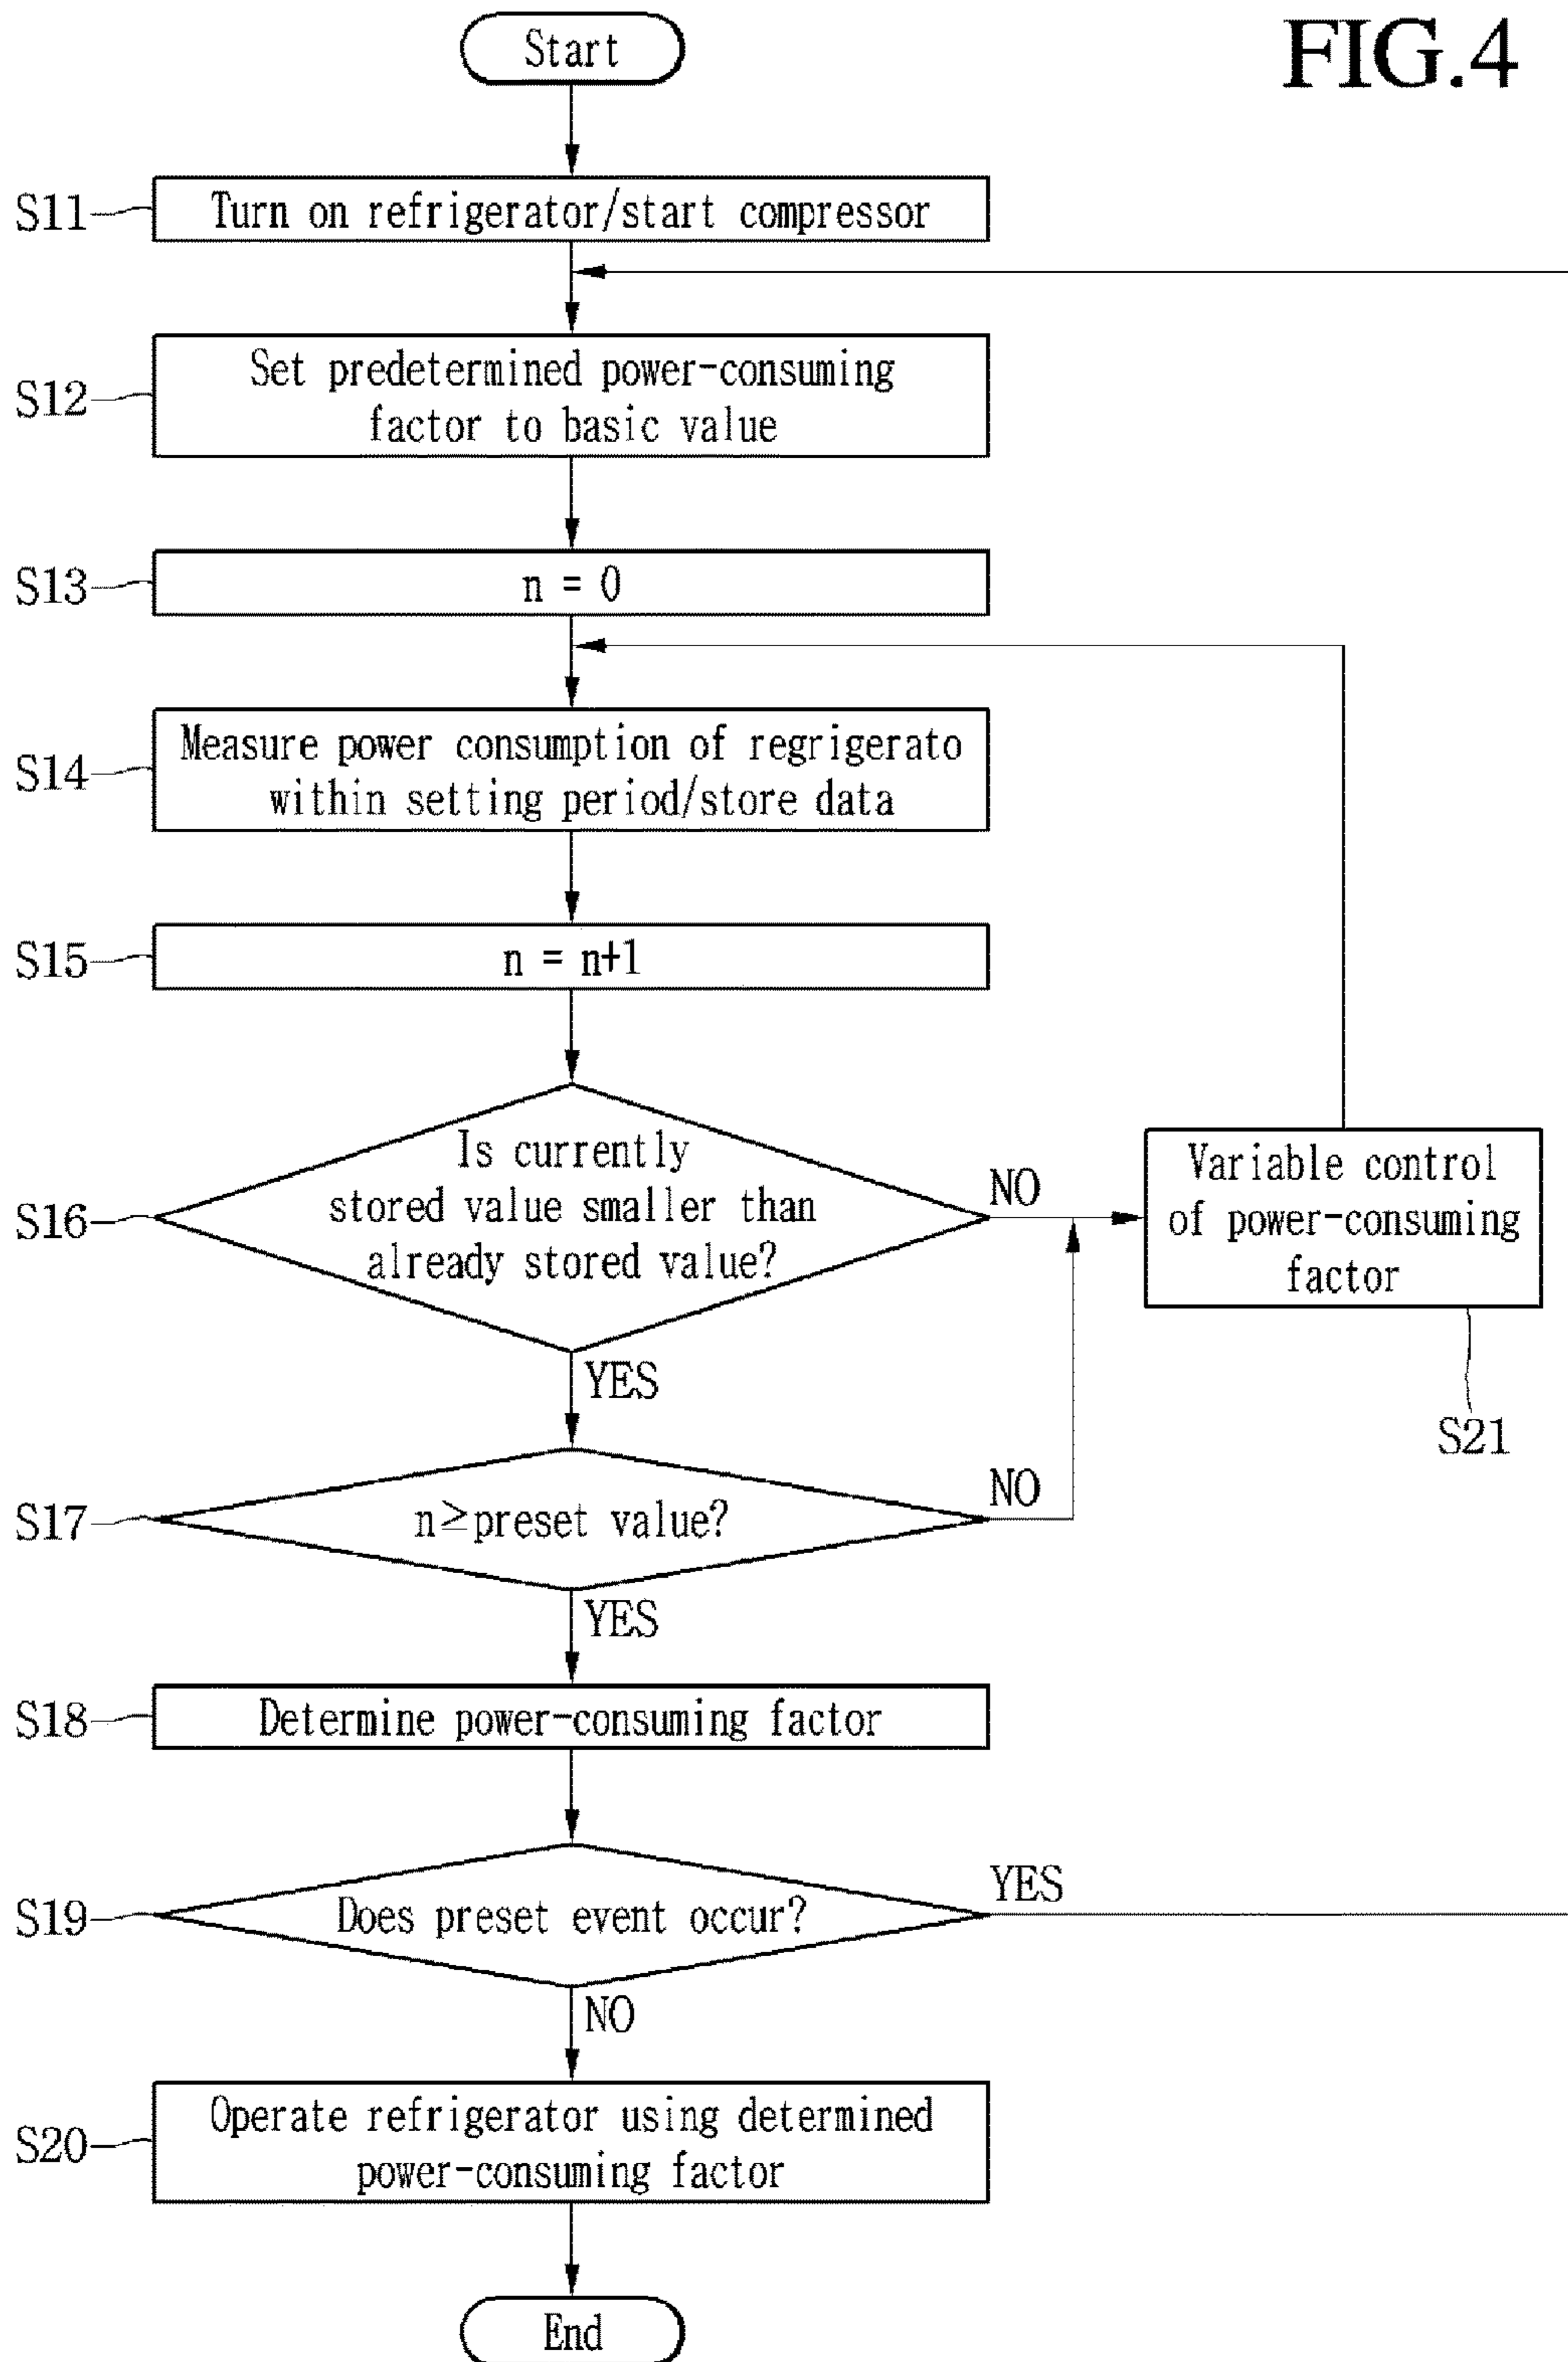 FIG.4
Start
S11
Turn on refrigerator/start compressor
S12
Set predetermined power-consuming
factor to basic value
S13
n = 0
S14
Measure power consumption of regrigerato
within setting period/store data
S15
n = n+1
S16
Is currently
stored value smaller than
already stored value?
NO
YES
Variable control
of power-consuming
factor
S21
S17
n≥preset value?
NO
YES
S18
Determine power-consuming factor
S19
Does preset event occur?
YES
NO
S20
Operate refrigerator using determined
power-consuming factor
End